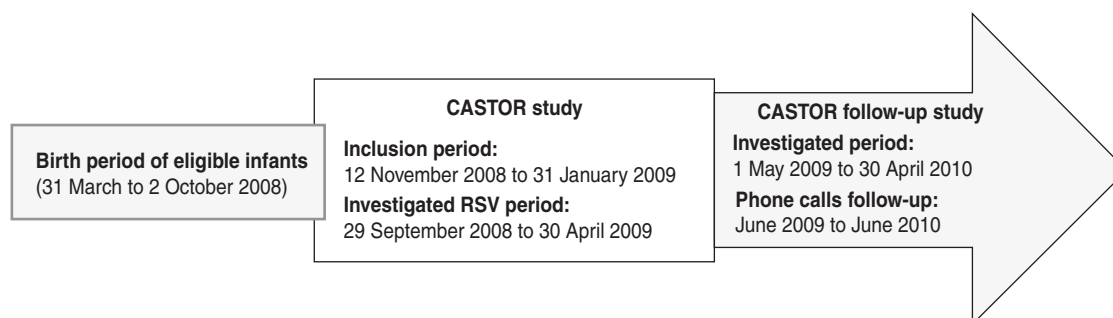 Birth period of eligible infants
(31 March to 2 October 2008)
CASTOR study
Inclusion period:
12 November 2008 to 31 January 2009
Investigated RSV period:
29 September 2008 to 30 April 2009
CASTOR follow-up study
Investigated period:
1 May 2009 to 30 April 2010
Phone calls follow-up:
June 2009 to June 2010